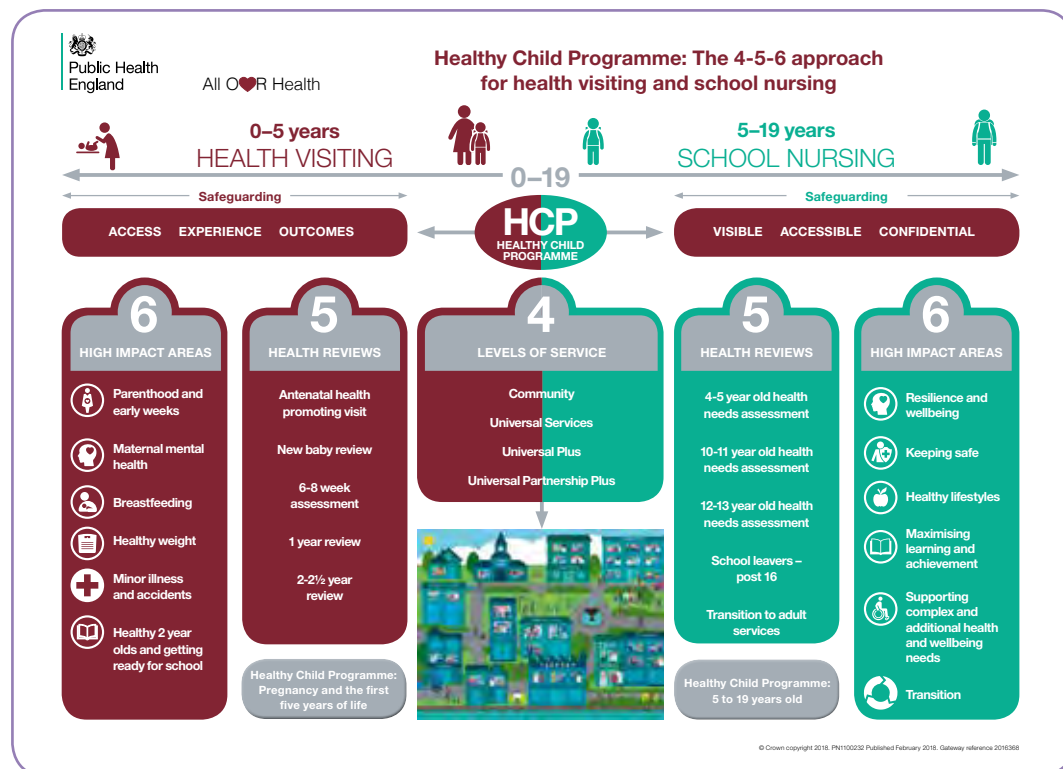 Public Health
England
All OUR Health
Healthy Child Programme: The 4-5-6 approach
for health visiting and school nursing
0–5 years
HEALTH VISITING
5–19 years
SCHOOL NURSING
0–19
Safeguarding
Safeguarding
ACCESS EXPERIENCE OUTCOMES
HCP
HEALTHY CHILD
PROGRAMME
VISIBLE ACCESSIBLE CONFIDENTIAL
6
HIGH IMPACT AREAS
Parenthood and
early weeks
Maternal mental
health
Breastfeeding
Healthy weight
Minor illness
and accidents
Healthy 2 year
olds and getting
ready for school
5
HEALTH REVIEWS
Antenatal health
promoting visit
New baby review
6-8 week
assessment
1 year review
2-2½ year
review
Healthy Child Programme:
Pregnancy and the first
five years of life
4
LEVELS OF SERVICE
Community
Universal Services
Universal Plus
Universal Partnership Plus
5
HEALTH REVIEWS
4-5 year old health
needs assessment
10-11 year old health
needs assessment
12-13 year old health
needs assessment
School leavers –
post 16
Transition to adult
services
Healthy Child Programme:
5 to 19 years old
6
HIGH IMPACT AREAS
Resilience and
wellbeing
Keeping safe
Healthy lifestyles
Maximising
learning and
achievement
Supporting
complex and
additional health
and wellbeing
needs
Transition
© Crown copyright 2018. PN1100232 Published February 2018. Gateway reference 2016368